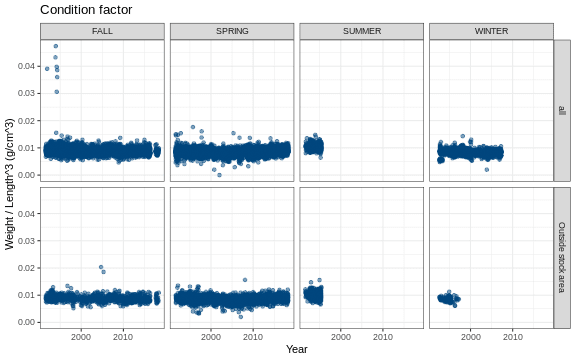 Condition factor
FALL SPRING SUMMER WINTER
0.04
0.03
0.02
0.01
0.00
all
0.04
0.03
0.02
0.01
0.00
Outside stock area
Weight / Length^3 (g/cm^3)
2000 2010 2000 2010 2000 2010 2000 2010
Year